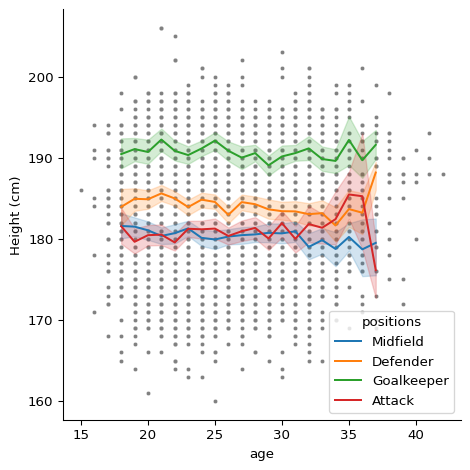 200
190
180
170
160
Height (cm)
15 20 25 30 35 40
age
positions
Midfield
Defender
Goalkeeper
Attack